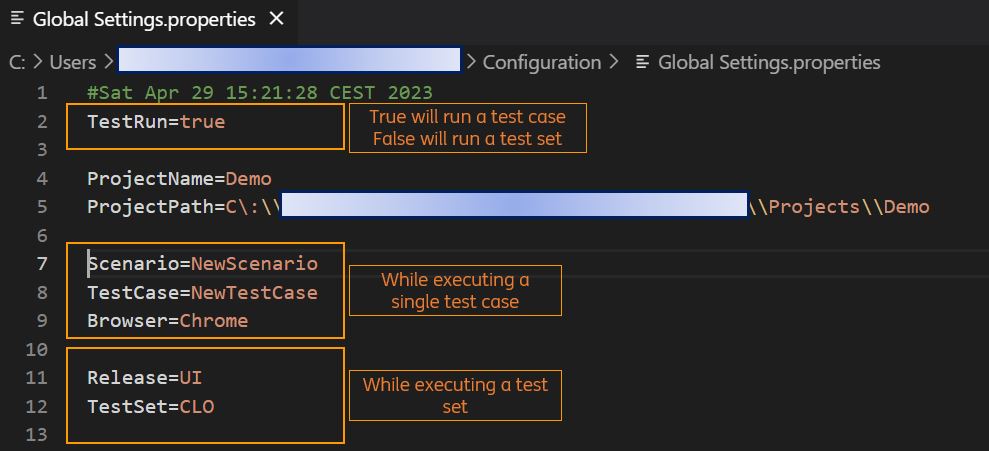 Global Settings.properties ×
C: > Users > > Configuration > Global Settings.properties
1 #Sat Apr 29 15:21:28 CEST 2023
2 TestRun=true
True will run a test case
False will run a test set
3
4 ProjectName=Demo
5 ProjectPath=C\:\\ \\Projects\\Demo
6
7 Scenario=NewScenario
8 TestCase=NewTestCase
9 Browser=Chrome
While executing a
single test case
10
11 Release=UI
12 TestSet=CLO
While executing a test
set
13